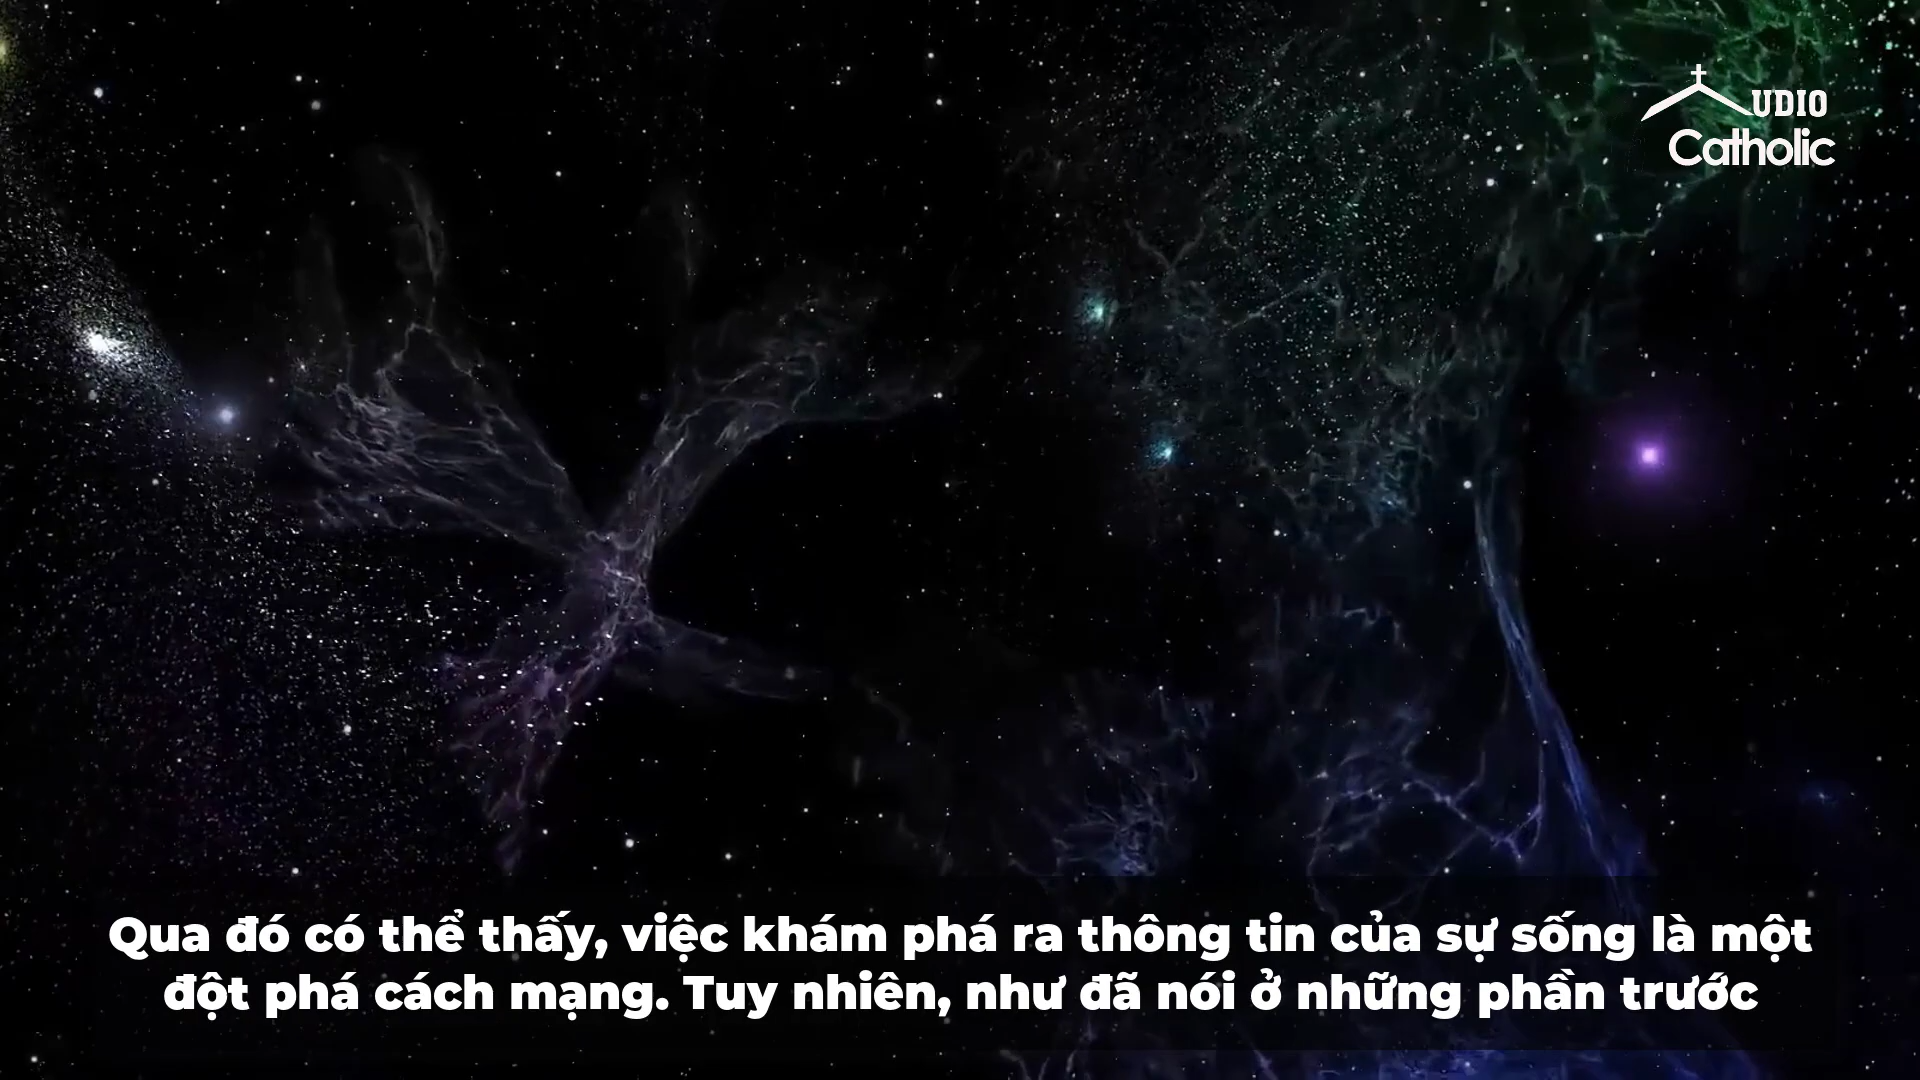 UDIO
Catholic
Qua đó có thể thấy, việc khám phá ra thông tin của sự sống là một
đột phá cách mạng. Tuy nhiên, như đã nói ở những phần trước